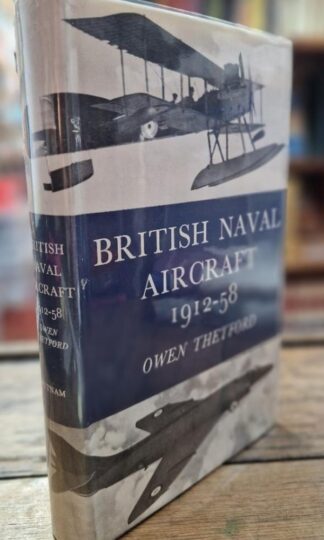 BRITISH NAVAL
AIRCRAFT
1912-58
OWEN THETFORD
BRITISH
NAVAL
AIRCRAFT
1912-58
OWEN
THETFORD
PUTNAM